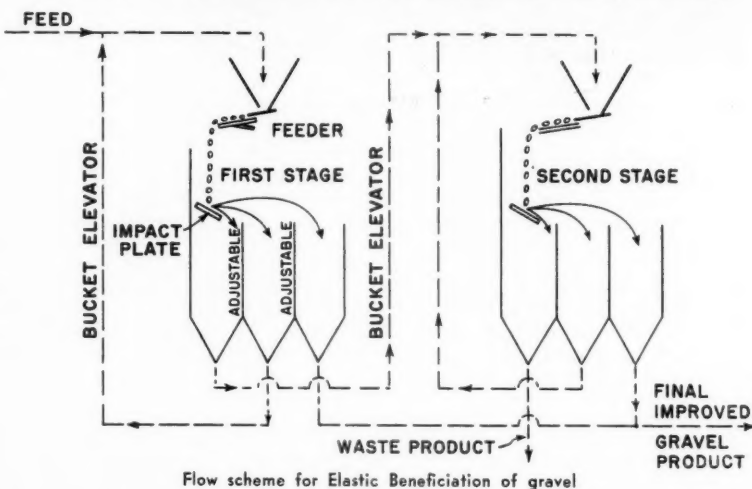 FEED
FEEDER
FIRST STAGE
SECOND STAGE
IMPACT
PLATE
ADJUSTABLE
ADJUSTABLE
BUCKET ELEVATOR
BUCKET ELEVATOR
FINAL
IMPROVED
WASTE PRODUCT
GRAVEL
PRODUCT
Flow scheme for Elastic Beneficiation of gravel